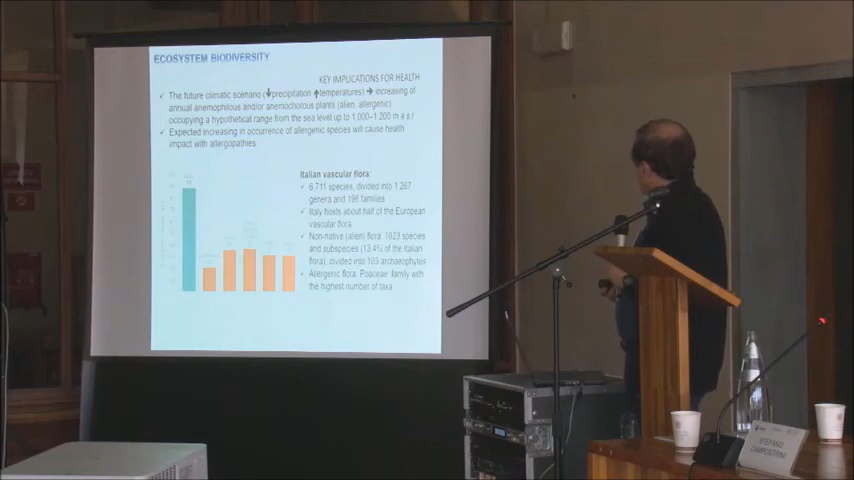 ECOSYSTEM BIODIVERSITY
KEY IMPLICATIONS FOR HEALTH
✓ The future climatic scenario (↓precipitation ↑temperatures) → increasing of
annual anemophilous and/or anemochorous plants (alien, allergenic)
occupying a hypothetical range from the sea level up to 1,000–1,200 m a.s.l
✓ Expected increasing in occurrence of allergenic species will cause health
impact with allergopathies
Italian vascular flora:
✓ 6,711 species, divided into 1,267
genera and 196 families
✓ Italy hosts about half of the European
vascular flora
✓ Non-native (alien) flora: 1023 species
and subspecies (13.4% of the Italian
flora), divided into 103 archaeophytes
✓ Allergenic flora: Poaceae family with
the highest number of taxa
STEFANO